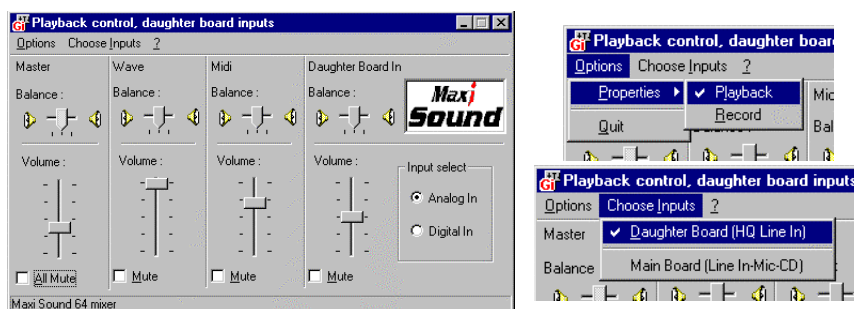 Playback control, daughter board inputs
Options Choose Inputs ?
Master Wave Midi Daughter Board In
Balance : Balance : Balance : Balance :
Maxi
Sound
Volume : Volume : Volume : Volume :
Input select
Analog In
Digital In
All Mute Mute Mute Mute
Maxi Sound 64 mixer
Playback control, daughter boar
Options Choose Inputs ?
Properties Playback Mic
Record
Quit Bal
Playback control, daughter board inputs
Options Choose Inputs ?
Master Daughter Board (HQ Line In)
Balance Main Board (Line In-Mic-CD)